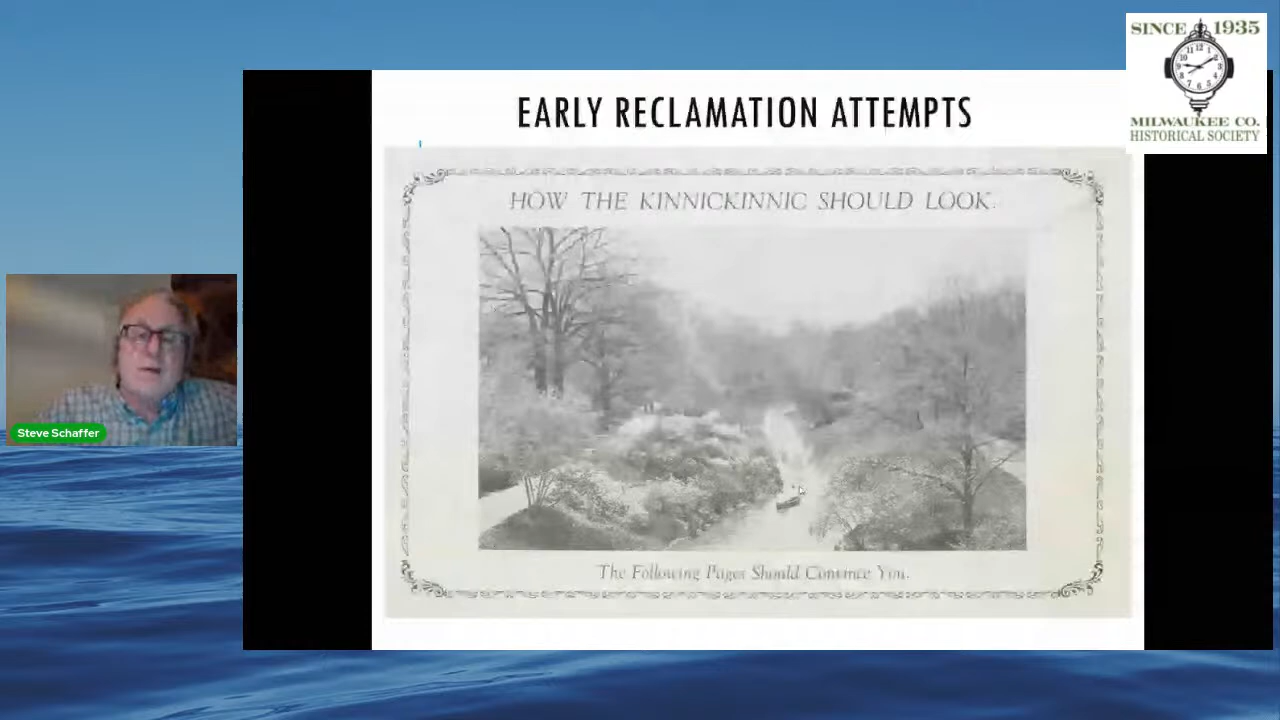 SINCE 1935
MILWAUKEE CO.
HISTORICAL SOCIETY
EARLY RECLAMATION ATTEMPTS
HOW THE KINNICKINNIC SHOULD LOOK.
The Following Pages Should Convince You.
Steve Schaffer